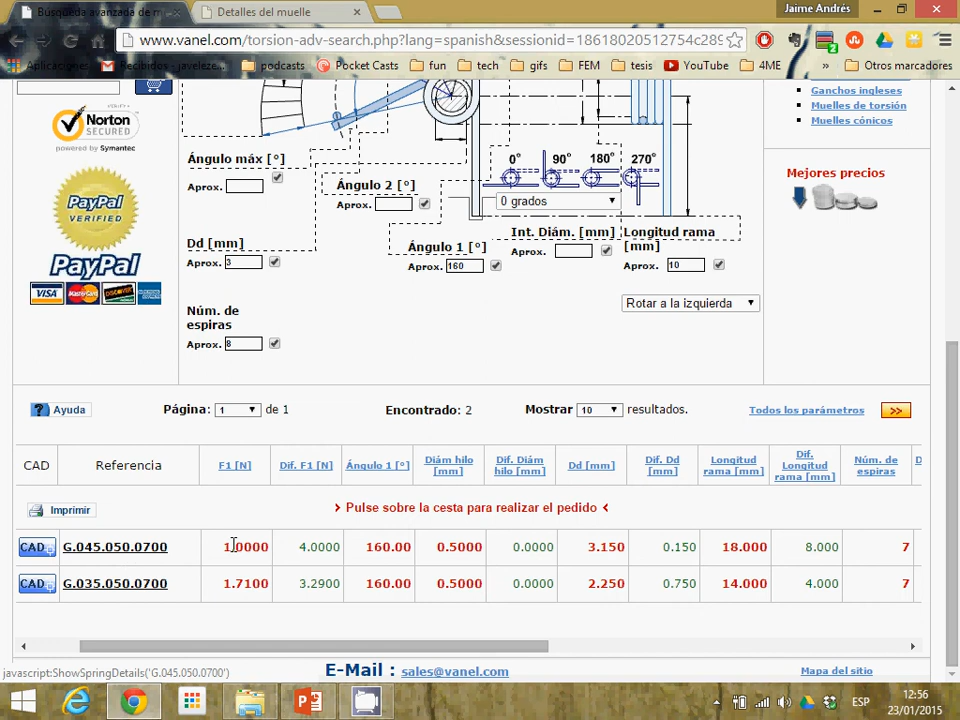 Búsqueda avanzada de m
Detalles del muelle
Jaime Andrés
www.vanel.com/torsion-adv-search.php?lang=spanish&sessionid=18618020512754c289
Aplicaciones
Recibidos - javeleze
podcasts
Pocket Casts
fun
tech
gifs
FEM
tesis
YouTube
4ME
»
Otros marcadores
Norton
SECURED
powered by Symantec
PayPal
VERIFIED
PayPal
VISA
MasterCard
DISCOVER
Ángulo máx [°]
Aprox.
Ángulo 2 [°]
Aprox.
0° 90° 180° 270°
0 grados
Dd [mm]
Aprox. 3
Ángulo 1 [°]
Aprox. 160
Int. Diám. [mm]
Aprox.
Longitud rama
[mm]
Aprox. 10
Rotar a la izquierda
Núm. de
espiras
Aprox. 8
Ganchos ingleses
Muelles de torsión
Muelles cónicos
Mejores precios
? Ayuda
Página: 1 de 1
Encontrado: 2
Mostrar 10 resultados.
Todos los parámetros
>>
CAD Referencia F1 [N] Dif. F1 [N] Ángulo 1 [°] Diám hilo [mm] Dif. Diám hilo [mm] Dd [mm] Dif. Dd [mm] Longitud rama [mm] Dif. Longitud rama [mm] Núm. de espiras D
Imprimir
Pulse sobre la cesta para realizar el pedido
CAD G.045.050.0700 1.0000 4.0000 160.00 0.5000 0.0000 3.150 0.150 18.000 8.000 7
CAD G.035.050.0700 1.7100 3.2900 160.00 0.5000 0.0000 2.250 0.750 14.000 4.000 7
E-Mail : sales@vanel.com
Mapa del sitio
javascript:ShowSpringDetails('G.045.050.0700')
ESP
12:56
23/01/2015